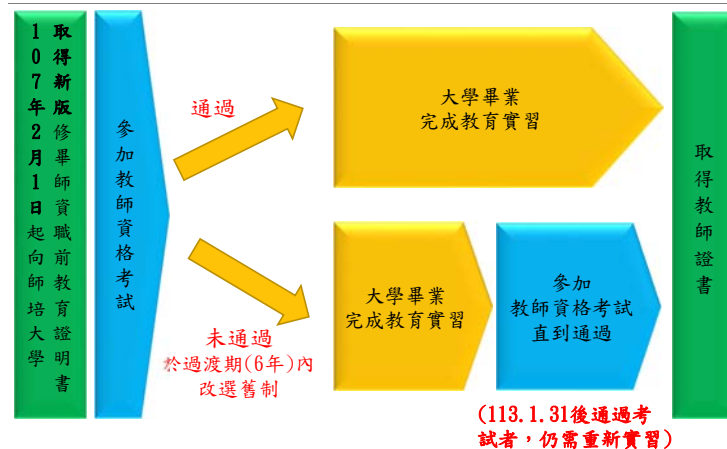 107年2月1日起向師培大學
取得新版修畢師資職前教育證明書
參加教師資格考試
通過
大學畢業
完成教育實習
未通過
於過渡期(6年)內
改選舊制
大學畢業
完成教育實習
參加
教師資格考試
直到通過
(113.1.31後通過考
試者，仍需重新實習)
取得教師證書